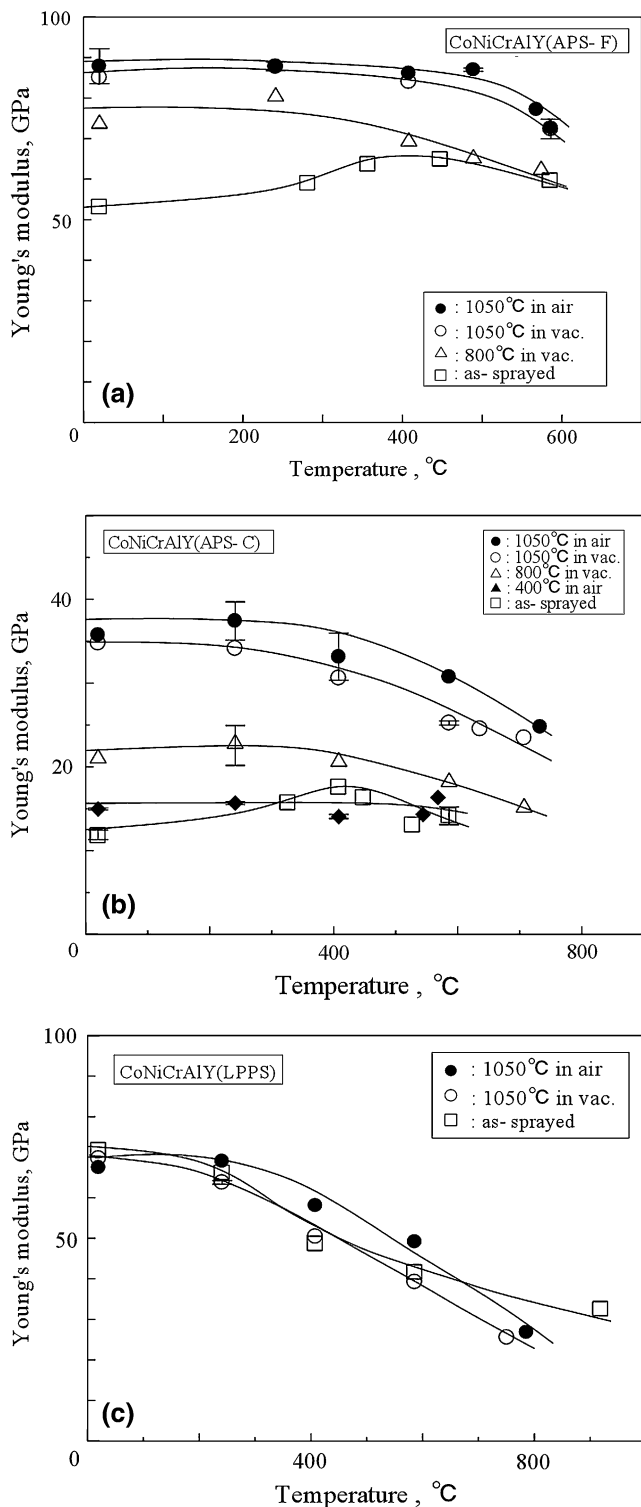 100
CoNiCrAlY(APS- F)
Young's modulus, GPa
50
● : 1050℃ in air
○ : 1050℃ in vac.
△ : 800℃ in vac.
□ : as- sprayed
(a)
0 200 400 600
Temperature , ℃
50
CoNiCrAlY(APS- C)
● : 1050℃ in air
○ : 1050℃ in vac.
△ : 800℃ in vac.
▲ : 400℃ in air
□ : as- sprayed
40
Young's modulus, GPa
20
(b)
0 400 800
Temperature , ℃
100
CoNiCrAlY(LPPS)
● : 1050℃ in air
○ : 1050℃ in vac.
□ : as- sprayed
Young's modulus, GPa
50
(c)
0 400 800
Temperature , ℃